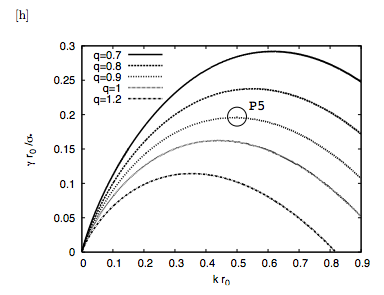 [h]
0.3
0.25
0.2
0.15
0.1
0.05
0
γ r₀ /σ*
q=0.7
q=0.8
q=0.9
q=1
q=1.2
P5
0 0.1 0.2 0.3 0.4 0.5 0.6 0.7 0.8 0.9
k r₀